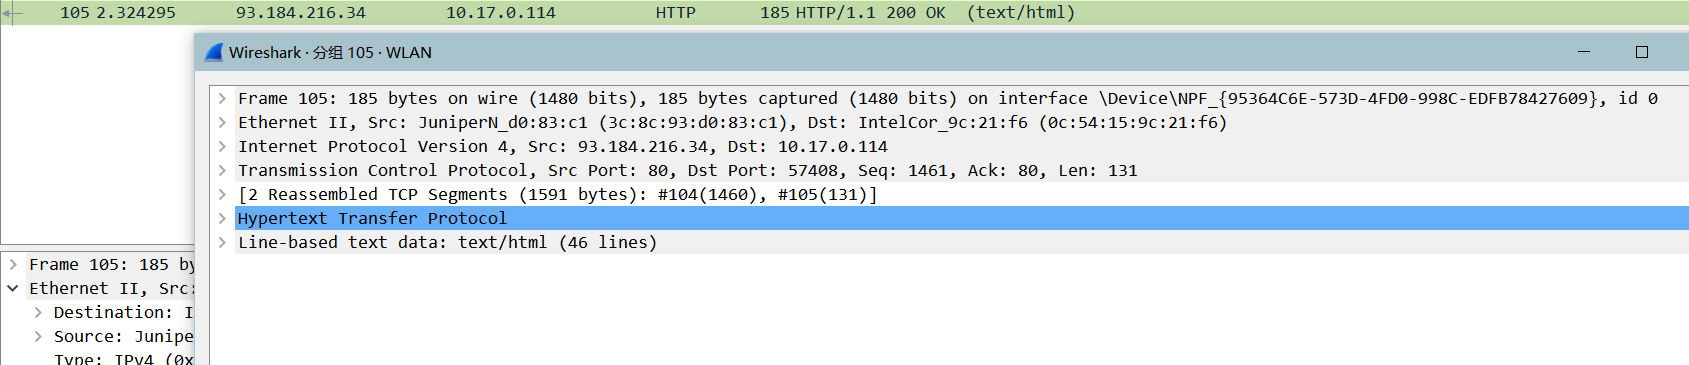 105 2.324295 93.184.216.34 10.17.0.114 HTTP 185 HTTP/1.1 200 OK (text/html)
Wireshark · 分组 105 · WLAN
Frame 105: 185 bytes on wire (1480 bits), 185 bytes captured (1480 bits) on interface \Device\NPF_{95364C6E-573D-4FD0-998C-EDFB78427609}, id 0
Ethernet II, Src: JuniperN_d0:83:c1 (3c:8c:93:d0:83:c1), Dst: IntelCor_9c:21:f6 (0c:54:15:9c:21:f6)
Internet Protocol Version 4, Src: 93.184.216.34, Dst: 10.17.0.114
Transmission Control Protocol, Src Port: 80, Dst Port: 57408, Seq: 1461, Ack: 80, Len: 131
[2 Reassembled TCP Segments (1591 bytes): #104(1460), #105(131)]
Hypertext Transfer Protocol
Line-based text data: text/html (46 lines)
Frame 105: 185 by
Ethernet II, Src:
Destination: I
Source: Junipe
Type: IPv4 (0x